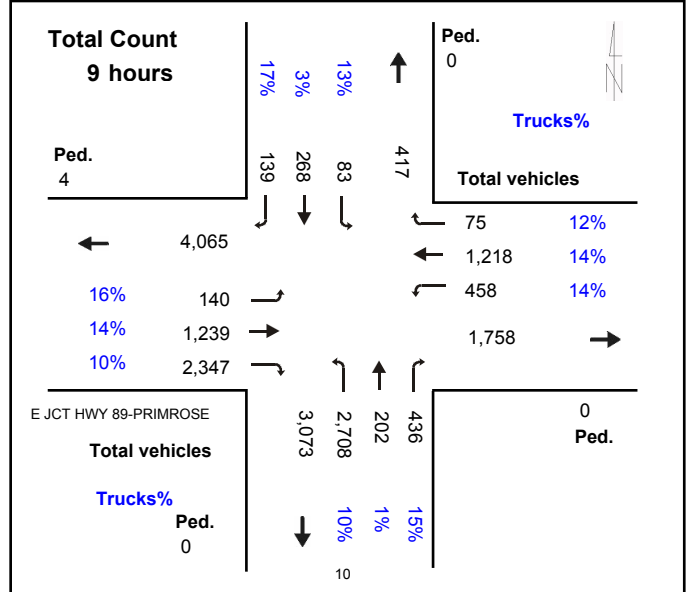 Total Count
9 hours
17% 3% 13%
139 268 83 417
Ped.
0
N
Trucks%
Total vehicles
Ped.
4
75 12%
1,218 14%
458 14%
1,758
4,065
16% 140
14% 1,239
10% 2,347
E JCT HWY 89-PRIMROSE
Total vehicles
Trucks%
Ped.
0
3,073 2,708 202 436
10% 1% 15%
10
0
Ped.